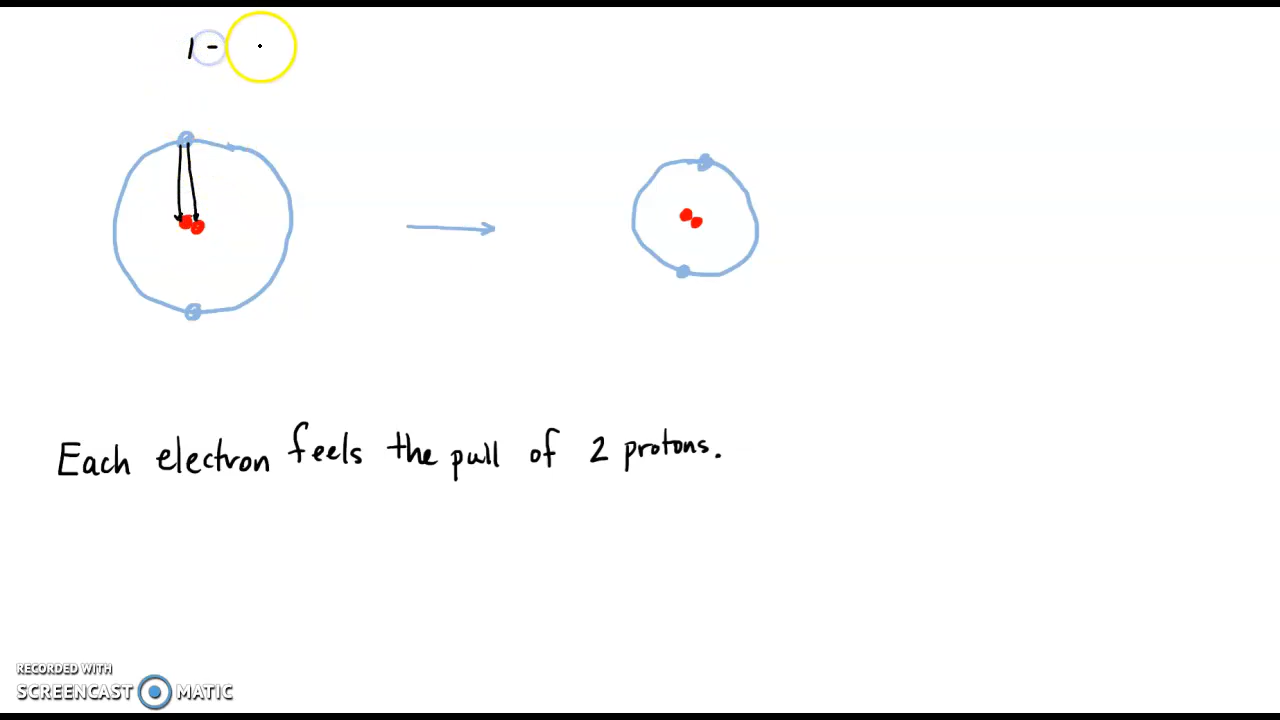 1 -
Each electron feels the pull of 2 protons.
RECORDED WITH
SCREENCAST MATIC